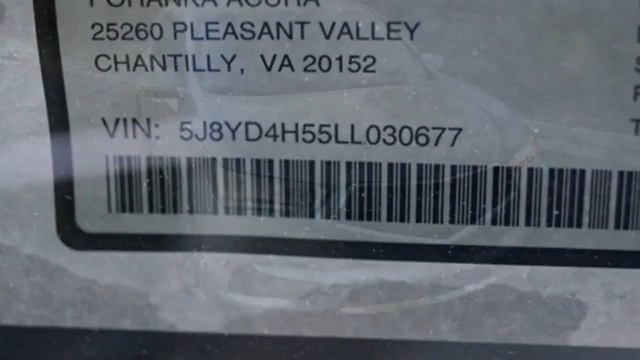 POHANKA ACURA
25260 PLEASANT VALLEY
CHANTILLY, VA 20152
VIN: 5J8YD4H55LL030677